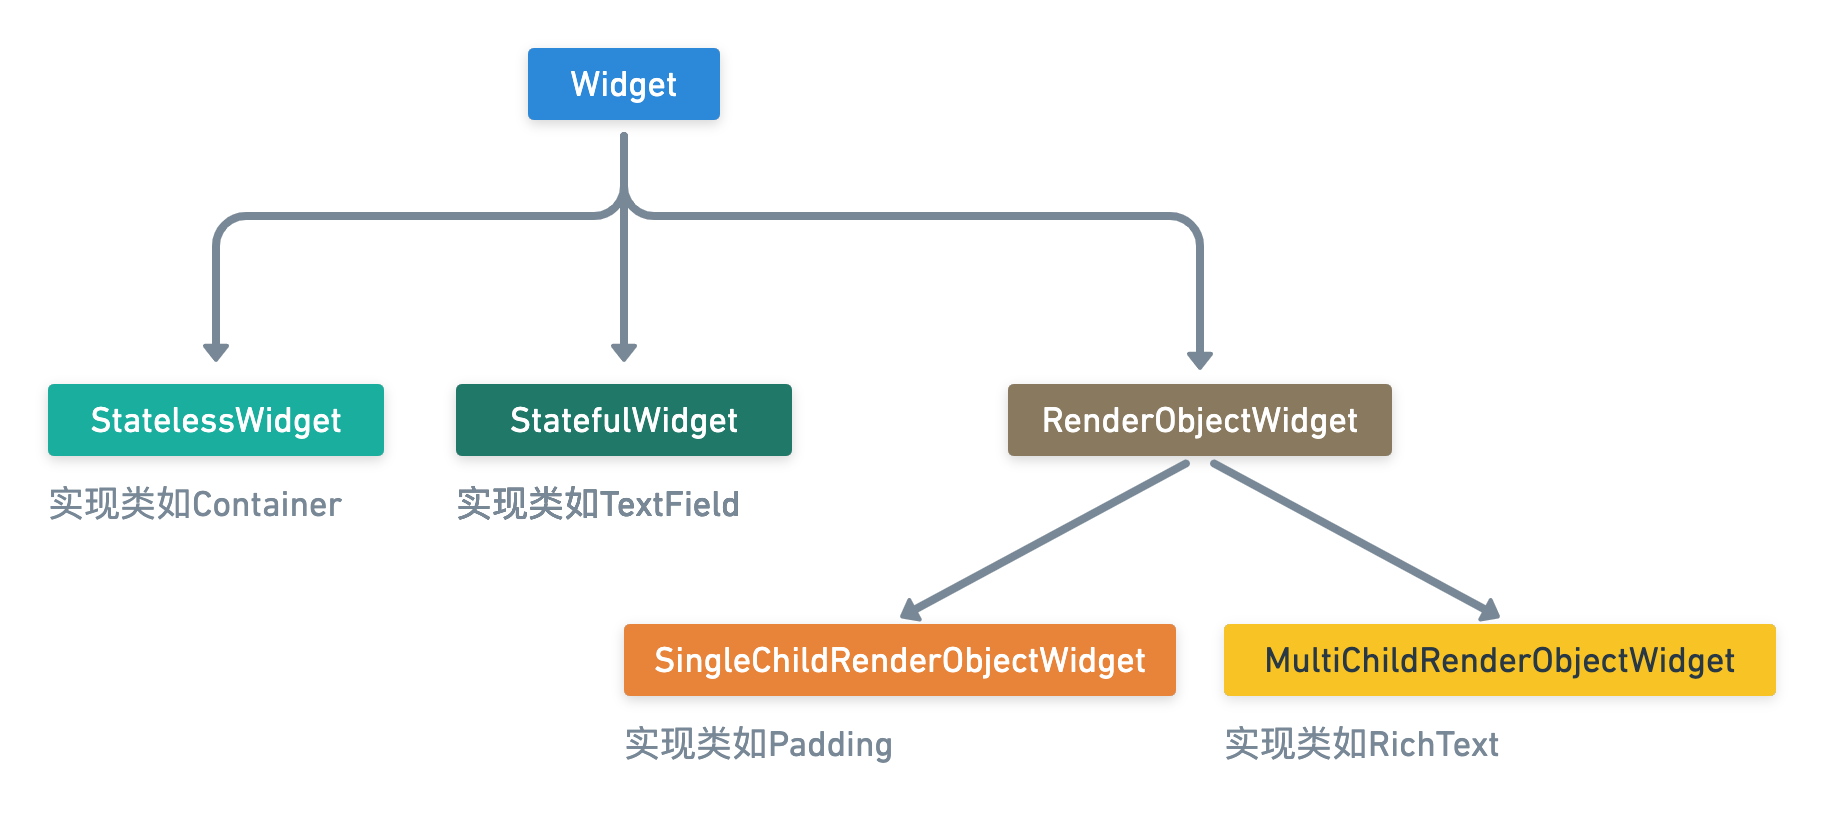 Widget
StatelessWidget
StatefulWidget
RenderObjectWidget
实现类如Container
实现类如TextField
SingleChildRenderObjectWidget
MultiChildRenderObjectWidget
实现类如Padding
实现类如RichText